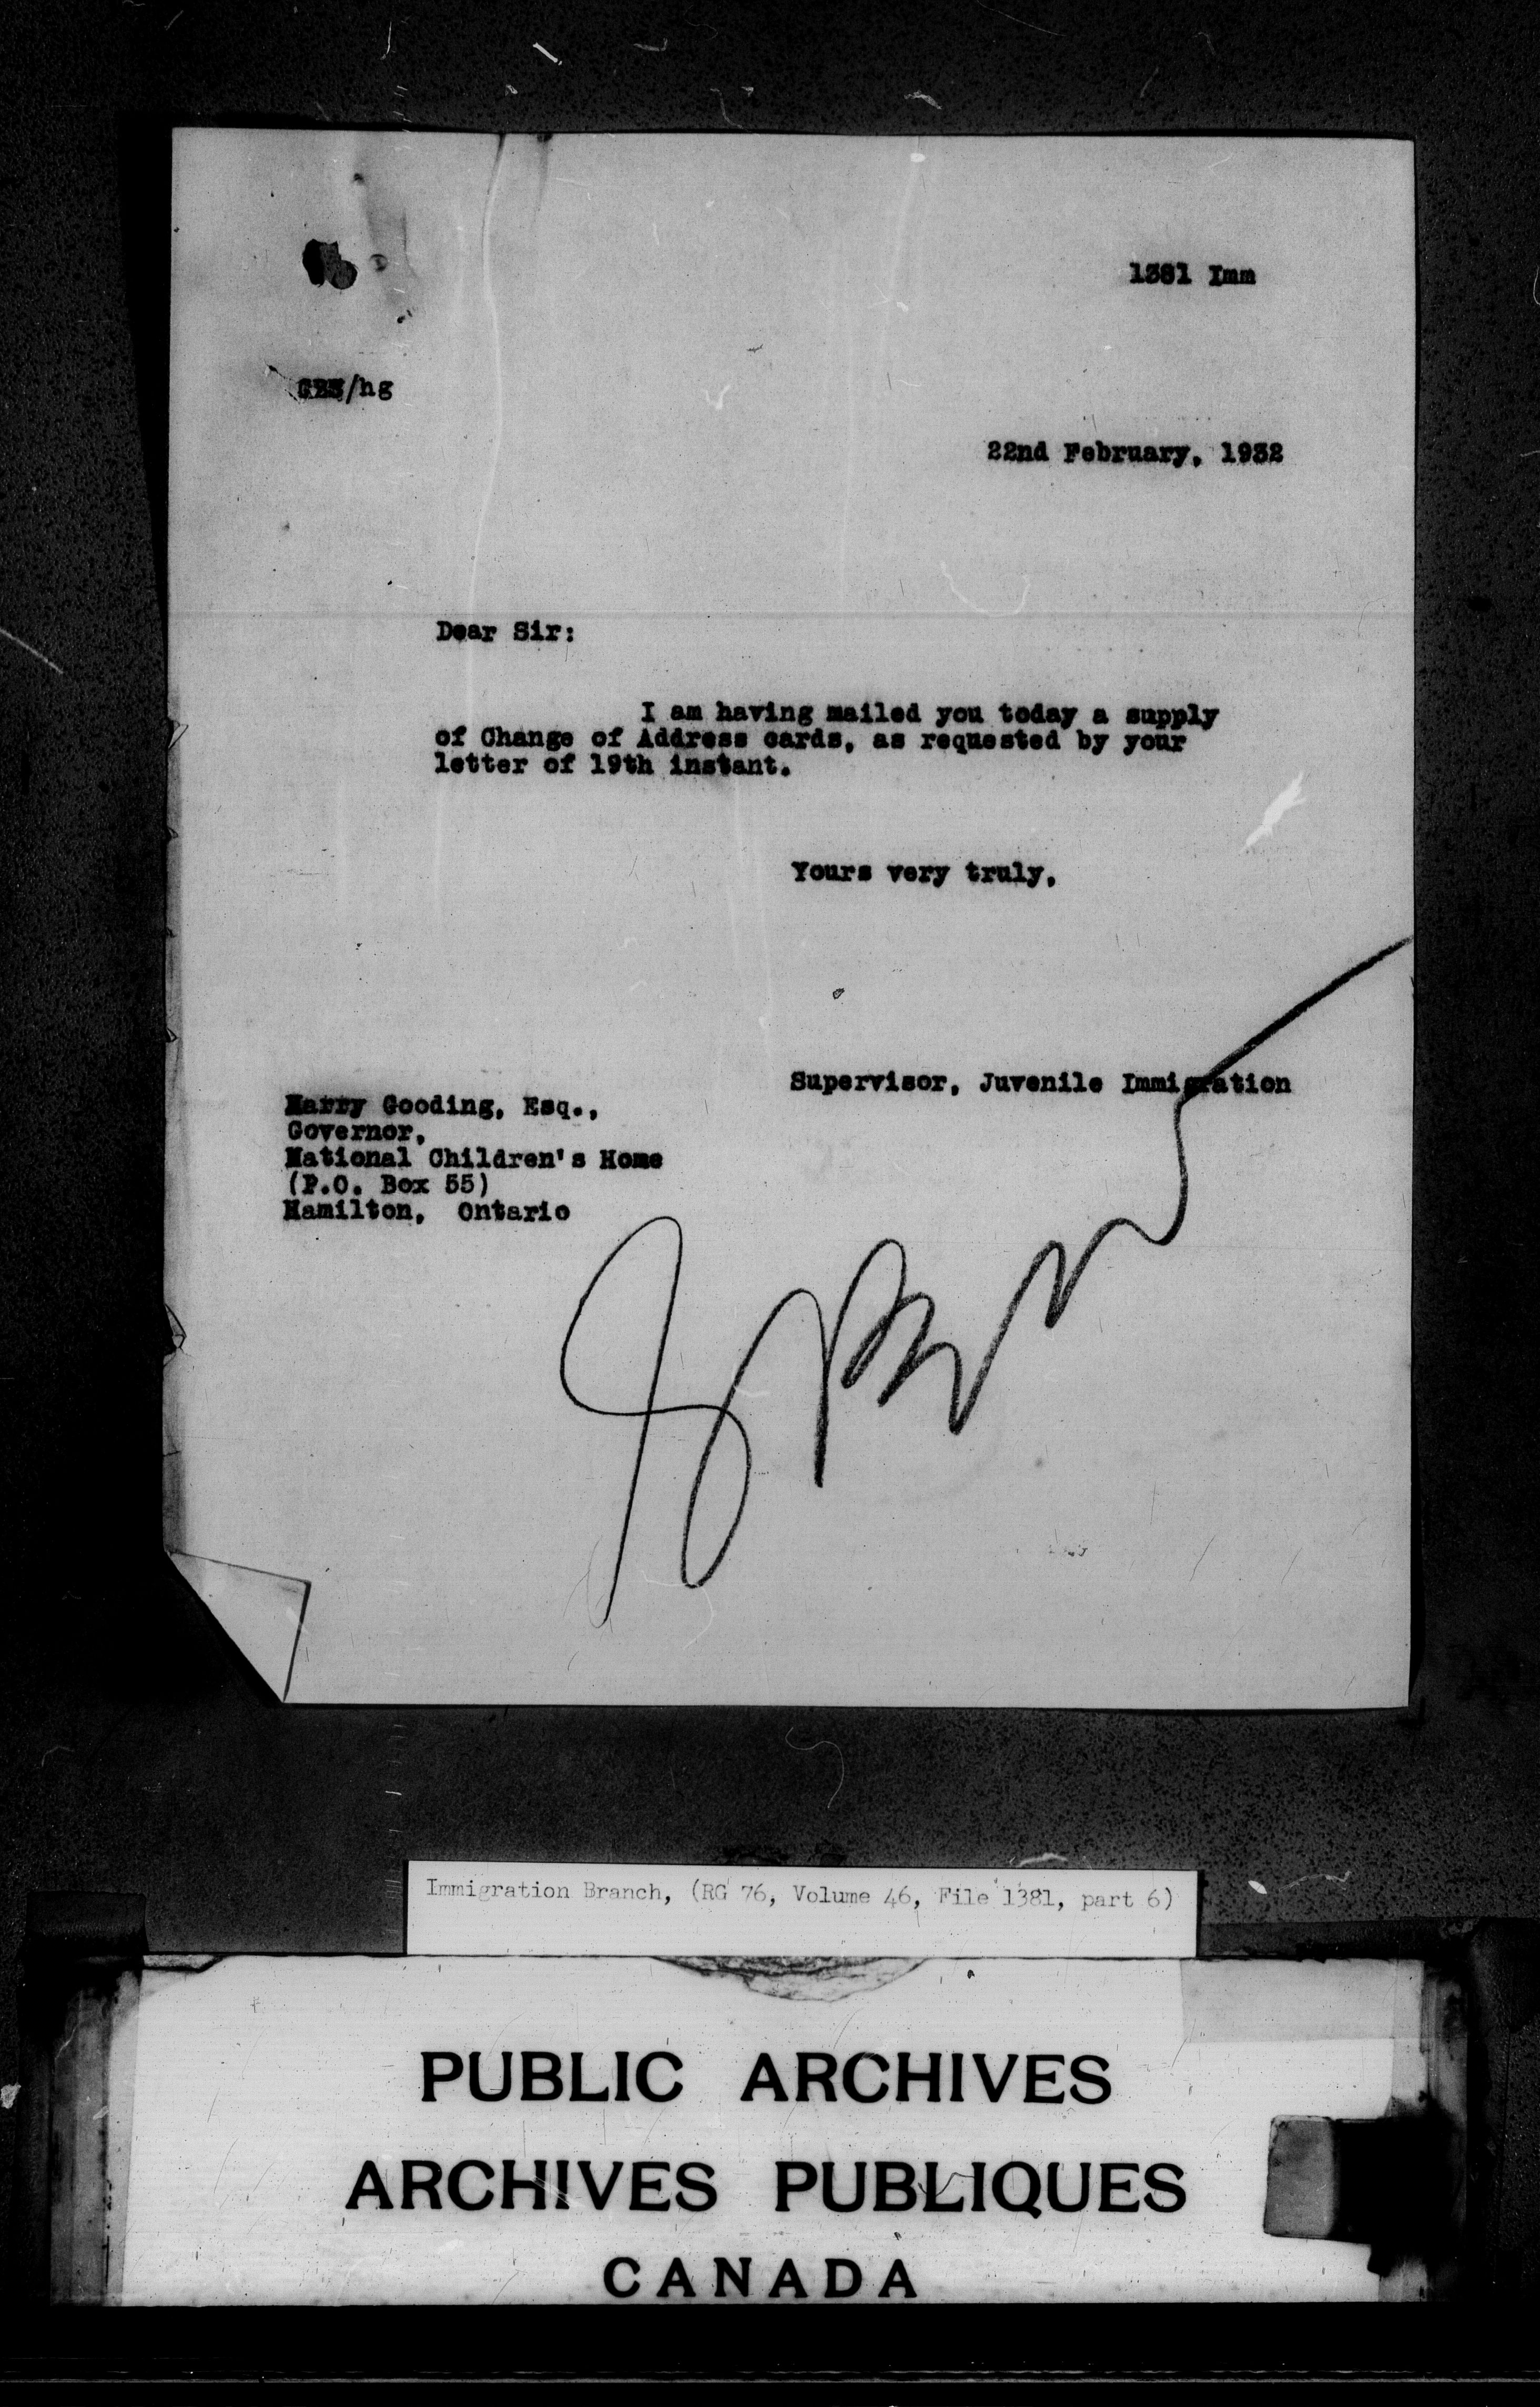 1381 Imm
/hg
22nd February, 1932
Dear Sir:
I am having mailed you today a supply
of Change of Address cards, as requested by your
letter of 19th instant.
Yours very truly,
Supervisor, Juvenile Immigration
Harry Gooding, Esq.,
Governor,
National Children's Home
(P.O. Box 55)
Hamilton, Ontario
Immigration Branch, (RG 76, Volume 46, File 1381, part 6)
PUBLIC ARCHIVES
ARCHIVES PUBLIQUES
CANADA